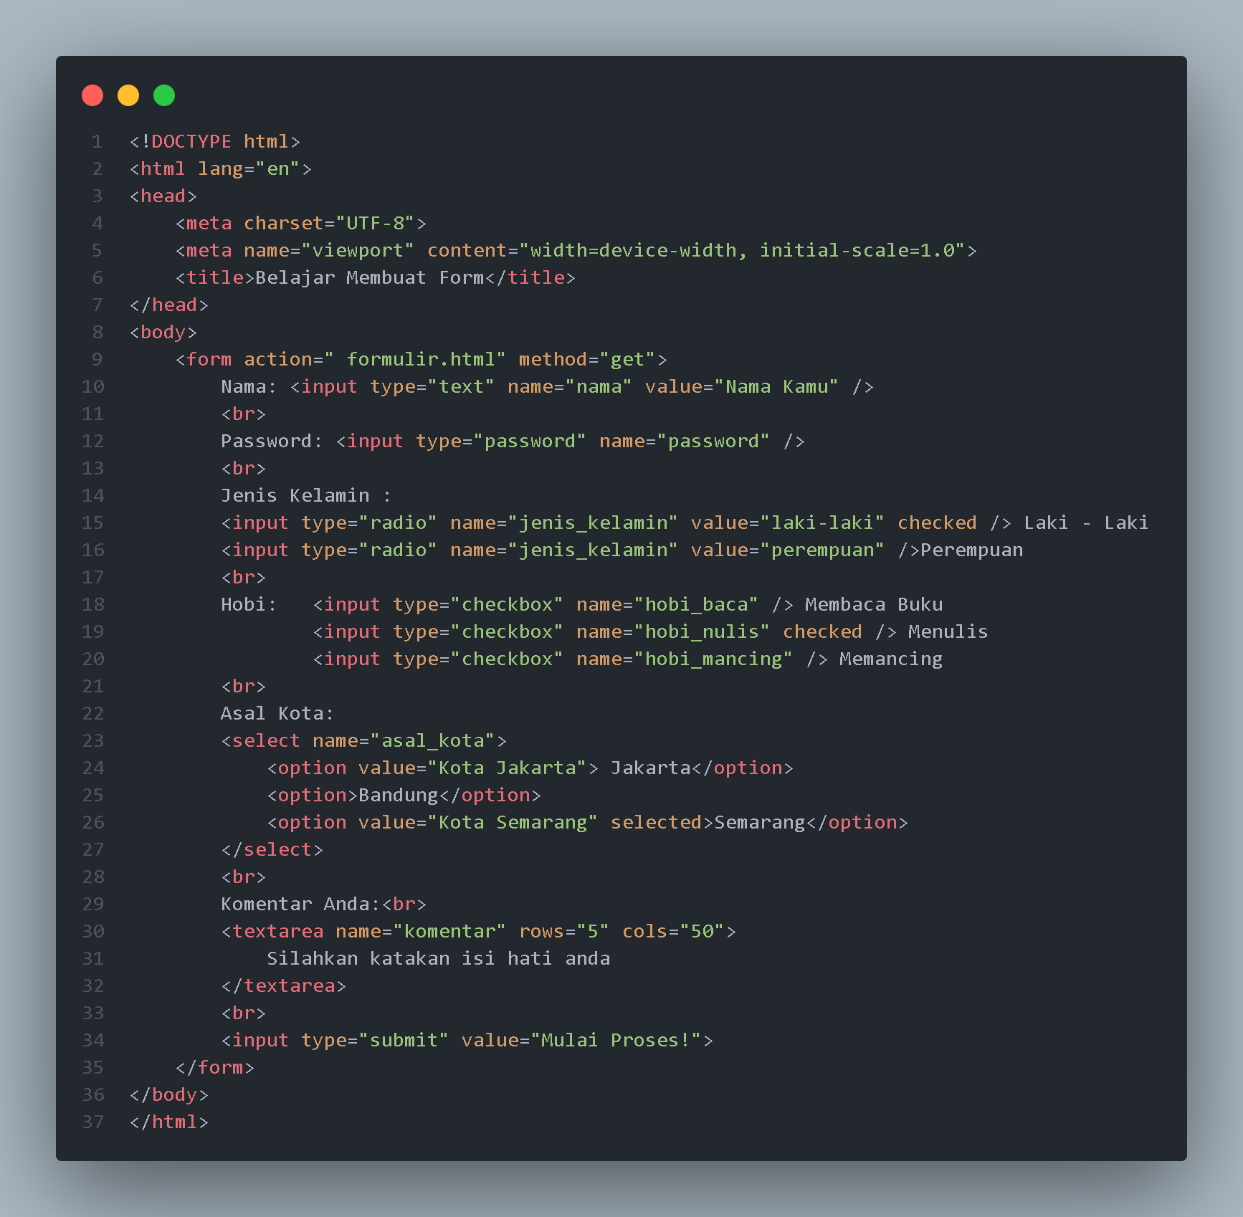 1 <!DOCTYPE html>
2 <html lang="en">
3 <head>
4     <meta charset="UTF-8">
5     <meta name="viewport" content="width=device-width, initial-scale=1.0">
6     <title>Belajar Membuat Form</title>
7 </head>
8 <body>
9     <form action=" formulir.html" method="get">
10         Nama: <input type="text" name="nama" value="Nama Kamu" />
11         <br>
12         Password: <input type="password" name="password" />
13         <br>
14         Jenis Kelamin :
15         <input type="radio" name="jenis_kelamin" value="laki-laki" checked /> Laki - Laki
16         <input type="radio" name="jenis_kelamin" value="perempuan" />Perempuan
17         <br>
18         Hobi:   <input type="checkbox" name="hobi_baca" /> Membaca Buku
19                 <input type="checkbox" name="hobi_nulis" checked /> Menulis
20                 <input type="checkbox" name="hobi_mancing" /> Memancing
21         <br>
22         Asal Kota:
23         <select name="asal_kota">
24             <option value="Kota Jakarta"> Jakarta</option>
25             <option>Bandung</option>
26             <option value="Kota Semarang" selected>Semarang</option>
27         </select>
28         <br>
29         Komentar Anda:<br>
30         <textarea name="komentar" rows="5" cols="50">
31             Silahkan katakan isi hati anda
32         </textarea>
33         <br>
34         <input type="submit" value="Mulai Proses!">
35     </form>
36 </body>
37 </html>